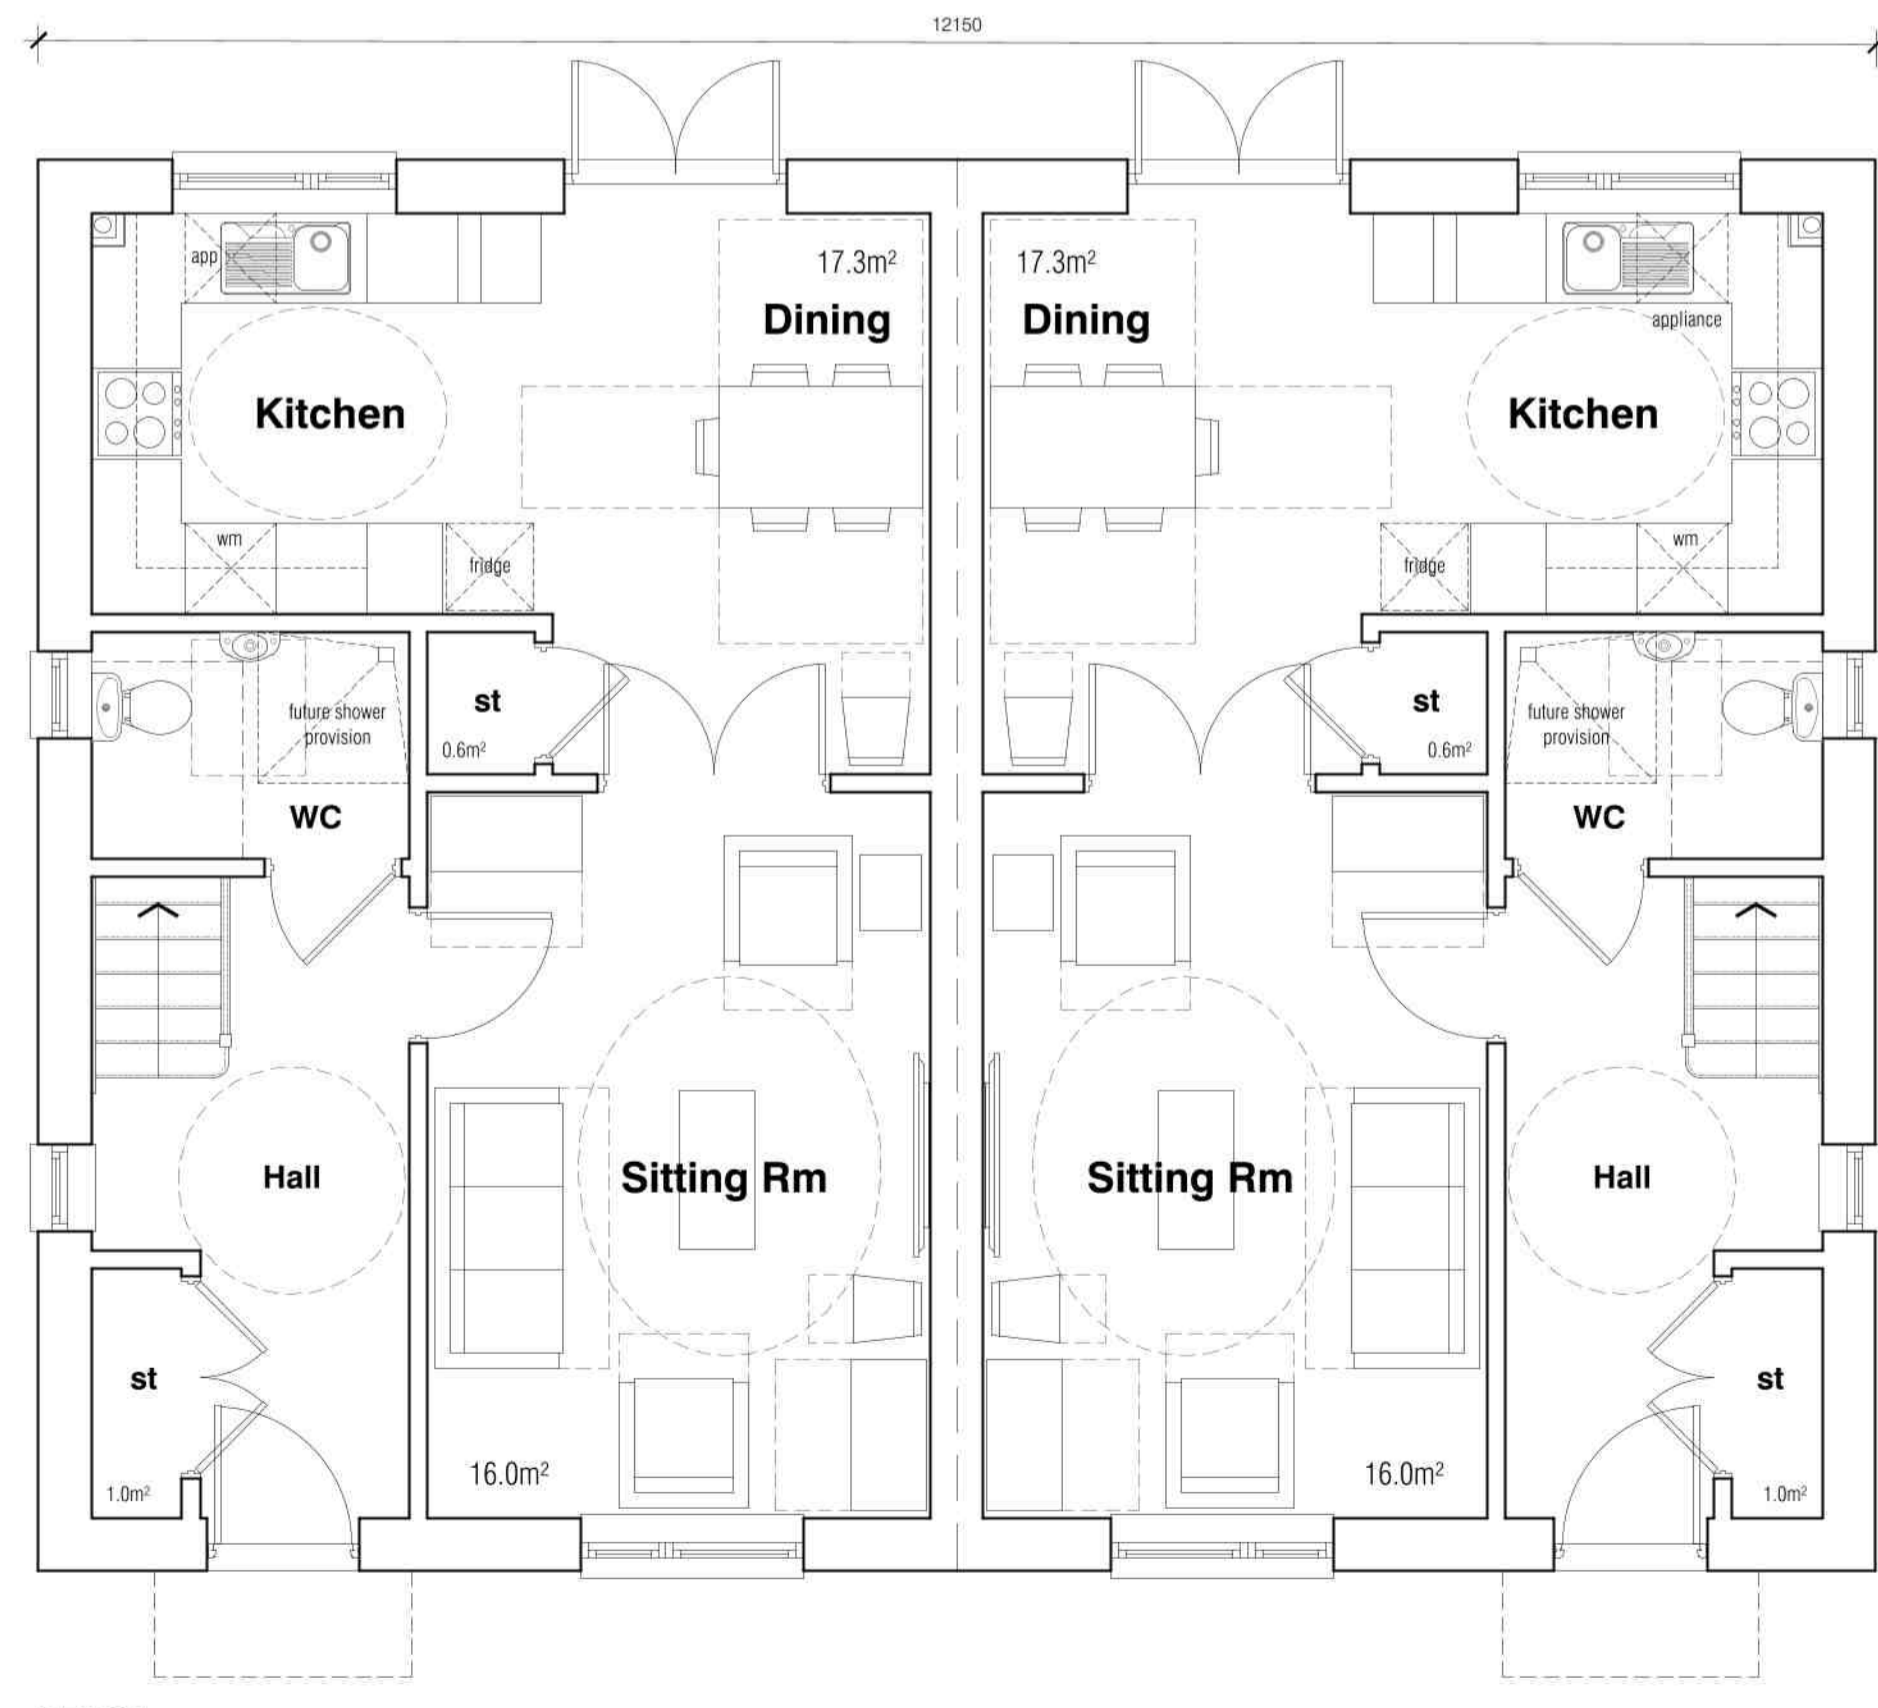 12150
17.3m² 17.3m²
app
Dining Dining
appliance
Kitchen Kitchen
wm wm
fridge fridge
st st
future shower
provision
future shower
provision
0.6m² 0.6m²
WC WC
Hall Sitting Rm Sitting Rm Hall
st st
16.0m² 16.0m²
1.0m² 1.0m²